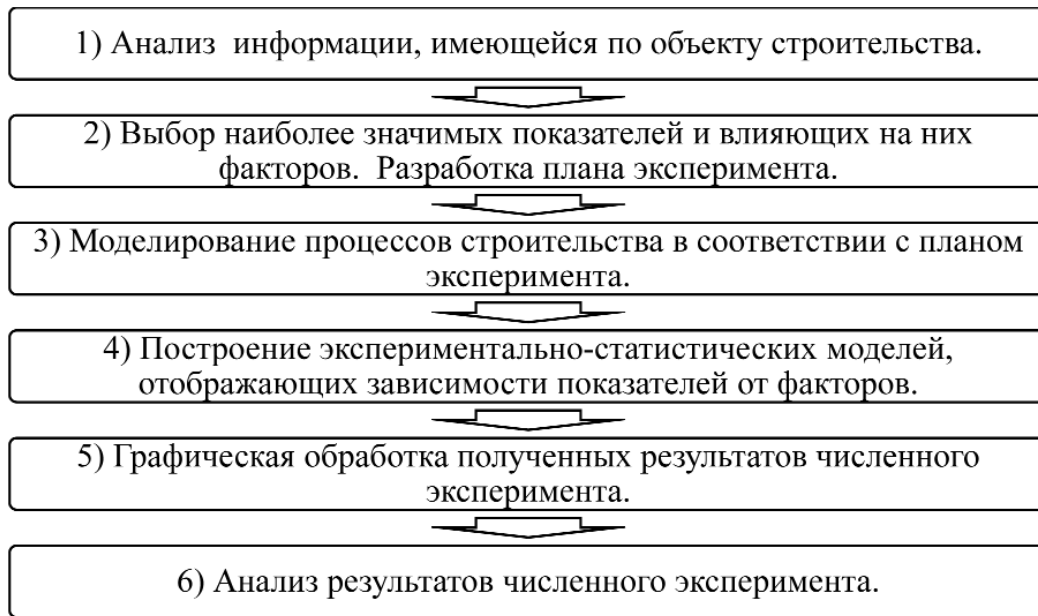 1) Анализ информации, имеющейся по объекту строительства.
2) Выбор наиболее значимых показателей и влияющих на них
факторов. Разработка плана эксперимента.
3) Моделирование процессов строительства в соответствии с планом
эксперимента.
4) Построение экспериментально-статистических моделей,
отображающих зависимости показателей от факторов.
5) Графическая обработка полученных результатов численного
эксперимента.
6) Анализ результатов численного эксперимента.